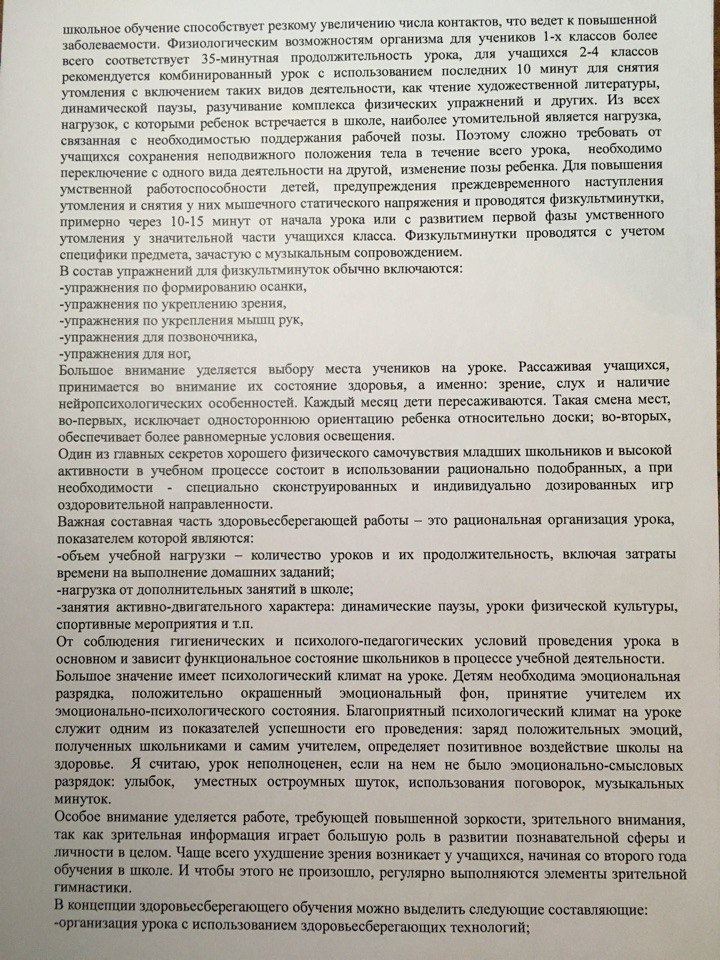 школьное обучение способствует резкому увеличению числа контактов, что ведет к повышенной
заболеваемости. Физиологическим возможностям организма для учеников 1-х классов более
всего соответствует 35-минутная продолжительность урока, для учащихся 2-4 классов
рекомендуется комбинированный урок с использованием последних 10 минут для снятия
утомления с включением таких видов деятельности, как чтение художественной литературы,
динамической паузы, разучивание комплекса физических упражнений и других. Из всех
нагрузок, с которыми ребенок встречается в школе, наиболее утомительной является нагрузка,
связанная с необходимостью поддержания рабочей позы. Поэтому сложно требовать от
учащихся сохранения неподвижного положения тела в течение всего урока, необходимо
переключение с одного вида деятельности на другой, изменение позы ребенка. Для повышения
умственной работоспособности детей, предупреждения преждевременного наступления
утомления и снятия у них мышечного статического напряжения и проводятся физкультминутки,
примерно через 10-15 минут от начала урока или с развитием первой фазы умственного
утомления у значительной части учащихся класса. Физкультминутки проводятся с учетом
специфики предмета, зачастую с музыкальным сопровождением.
В состав упражнений для физкультминуток обычно включаются:
-упражнения по формированию осанки,
-упражнения по укреплению зрения,
-упражнения по укрепления мышц рук,
-упражнения для позвоночника,
-упражнения для ног,
Большое внимание уделяется выбору места учеников на уроке. Рассаживая учащихся,
принимается во внимание их состояние здоровья, а именно: зрение, слух и наличие
нейропсихологических особенностей. Каждый месяц дети пересаживаются. Такая смена мест,
во-первых, исключает одностороннюю ориентацию ребенка относительно доски; во-вторых,
обеспечивает более равномерные условия освещения.
Один из главных секретов хорошего физического самочувствия младших школьников и высокой
активности в учебном процессе состоит в использовании рационально подобранных, а при
необходимости - специально сконструированных и индивидуально дозированных игр
оздоровительной направленности.
Важная составная часть здоровьесберегающей работы – это рациональная организация урока,
показателем которой являются:
-объем учебной нагрузки – количество уроков и их продолжительность, включая затраты
времени на выполнение домашних заданий;
-нагрузка от дополнительных занятий в школе;
-занятия активно-двигательного характера: динамические паузы, уроки физической культуры,
спортивные мероприятия и т.п.
От соблюдения гигиенических и психолого-педагогических условий проведения урока в
основном и зависит функциональное состояние школьников в процессе учебной деятельности.
Большое значение имеет психологический климат на уроке. Детям необходима эмоциональная
разрядка, положительно окрашенный эмоциональный фон, принятие учителем их
эмоционально-психологического состояния. Благоприятный психологический климат на уроке
служит одним из показателей успешности его проведения: заряд положительных эмоций,
полученных школьниками и самим учителем, определяет позитивное воздействие школы на
здоровье. Я считаю, урок неполноценен, если на нем не было эмоционально-смысловых
разрядок: улыбок, уместных остроумных шуток, использования поговорок, музыкальных
минуток.
Особое внимание уделяется работе, требующей повышенной зоркости, зрительного внимания,
так как зрительная информация играет большую роль в развитии познавательной сферы и
личности в целом. Чаще всего ухудшение зрения возникает у учащихся, начиная со второго года
обучения в школе. И чтобы этого не произошло, регулярно выполняются элементы зрительной
гимнастики.
В концепции здоровьесберегающего обучения можно выделить следующие составляющие:
-организация урока с использованием здоровьесберегающих технологий;